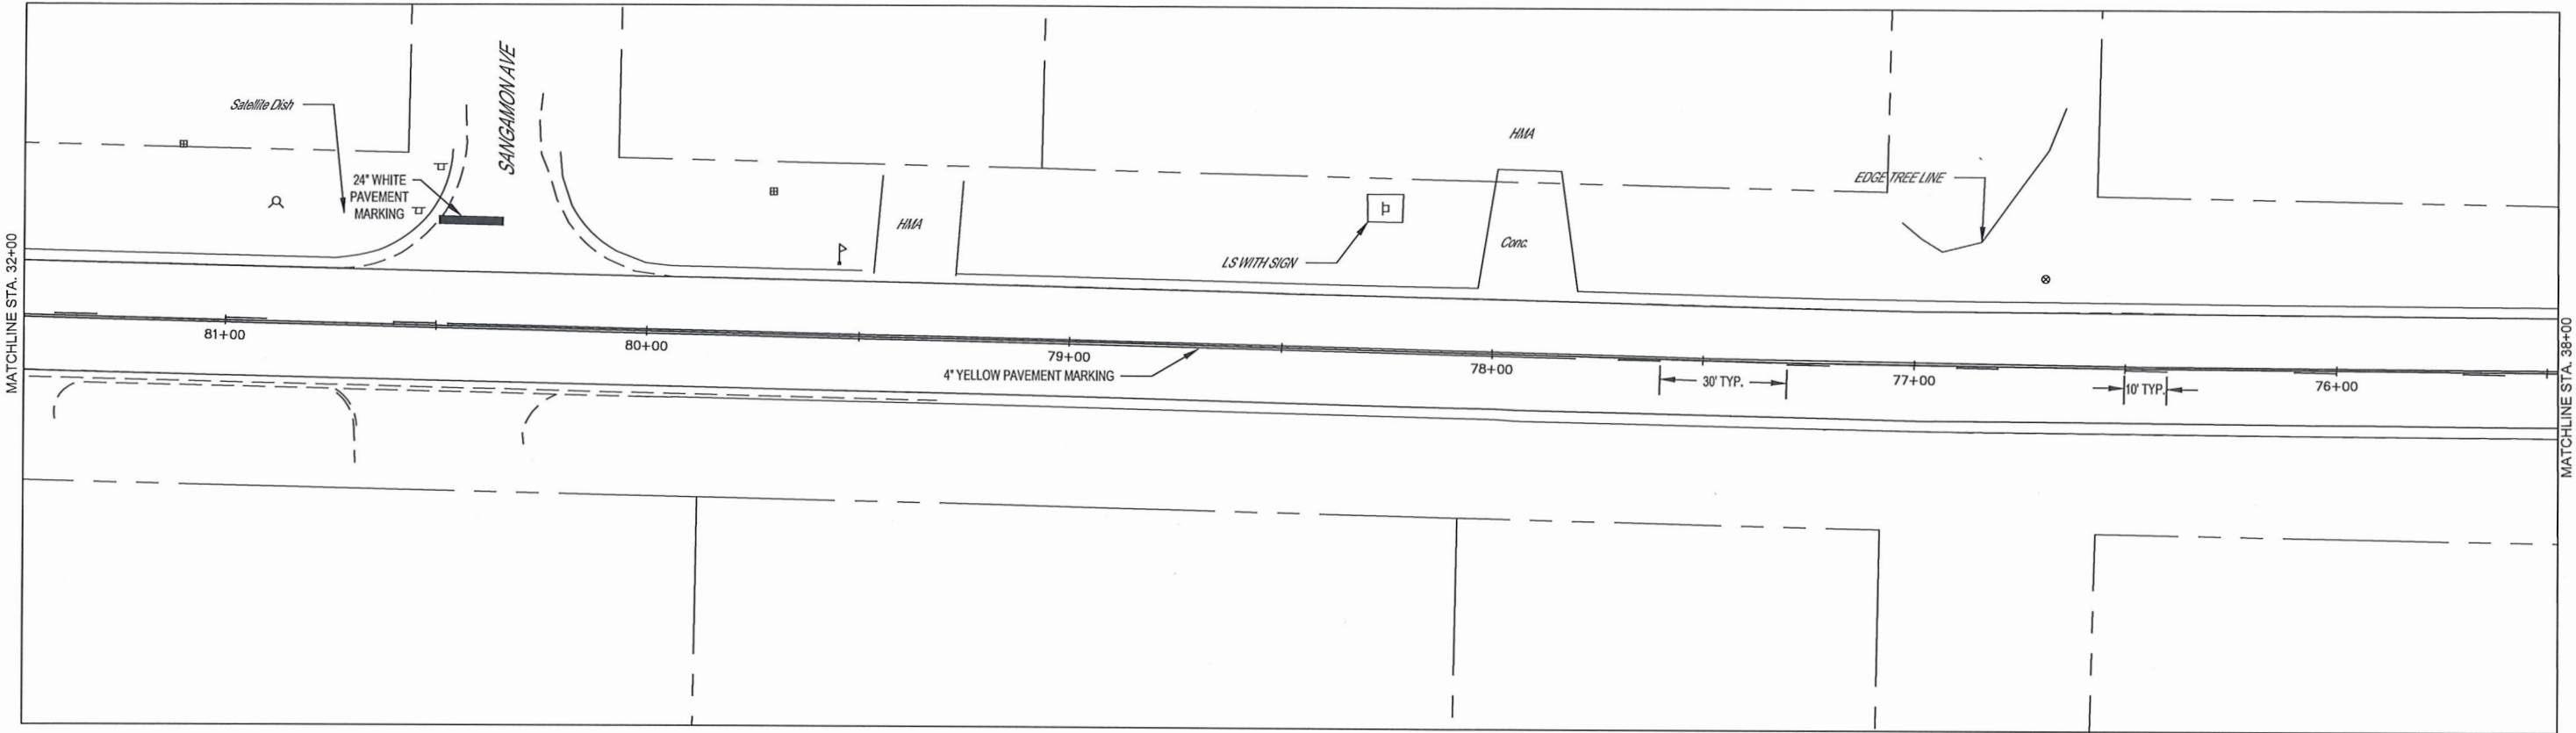 SANGAMON AVE
Satellite Dish
24" WHITE
PAVEMENT
MARKING
HMA
HMA
EDGE TREE LINE
LS WITH SIGN
Conc.
MATCHLINE STA. 32+00
MATCHLINE STA. 38+00
81+00
80+00
79+00
78+00
77+00
76+00
4" YELLOW PAVEMENT MARKING
30' TYP.
10' TYP.